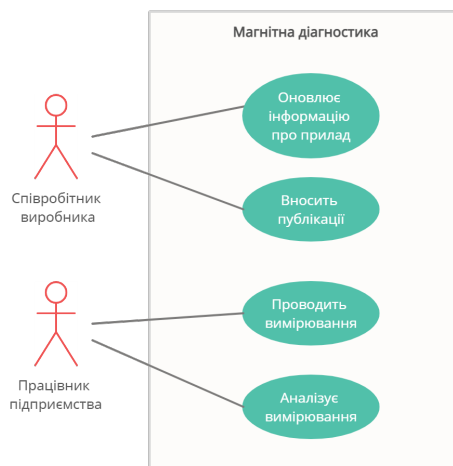 Магнітна діагностика
Оновлює
інформацію
про прилад
Співробітник
виробника
Вносить
публікації
Проводить
вимірювання
Працівник
підприємства
Аналізує
вимірювання